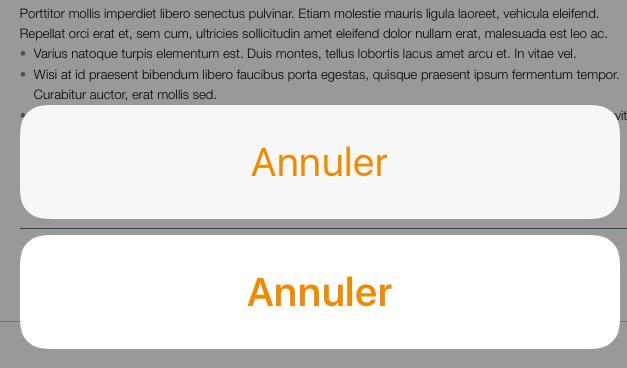 Porttitor mollis imperdiet libero senectus pulvinar. Etiam molestie mauris ligula laoreet, vehicula eleifend.
Repellat orci erat et, sem cum, ultricies sollicitudin amet eleifend dolor nullam erat, malesuada est leo ac.
• Varius natoque turpis elementum est. Duis montes, tellus lobortis lacus amet arcu et. In vitae vel.
• Wisi at id praesent bibendum libero faucibus porta egestas, quisque praesent ipsum fermentum tempor.
Curabitur auctor, erat mollis sed.
Annuler
Annuler